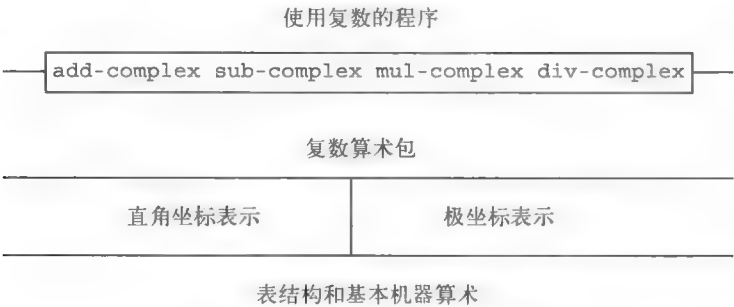 使用复数的程序
add-complex sub-complex mul-complex div-complex
复数算术包
直角坐标表示 极坐标表示
表结构和基本机器算术